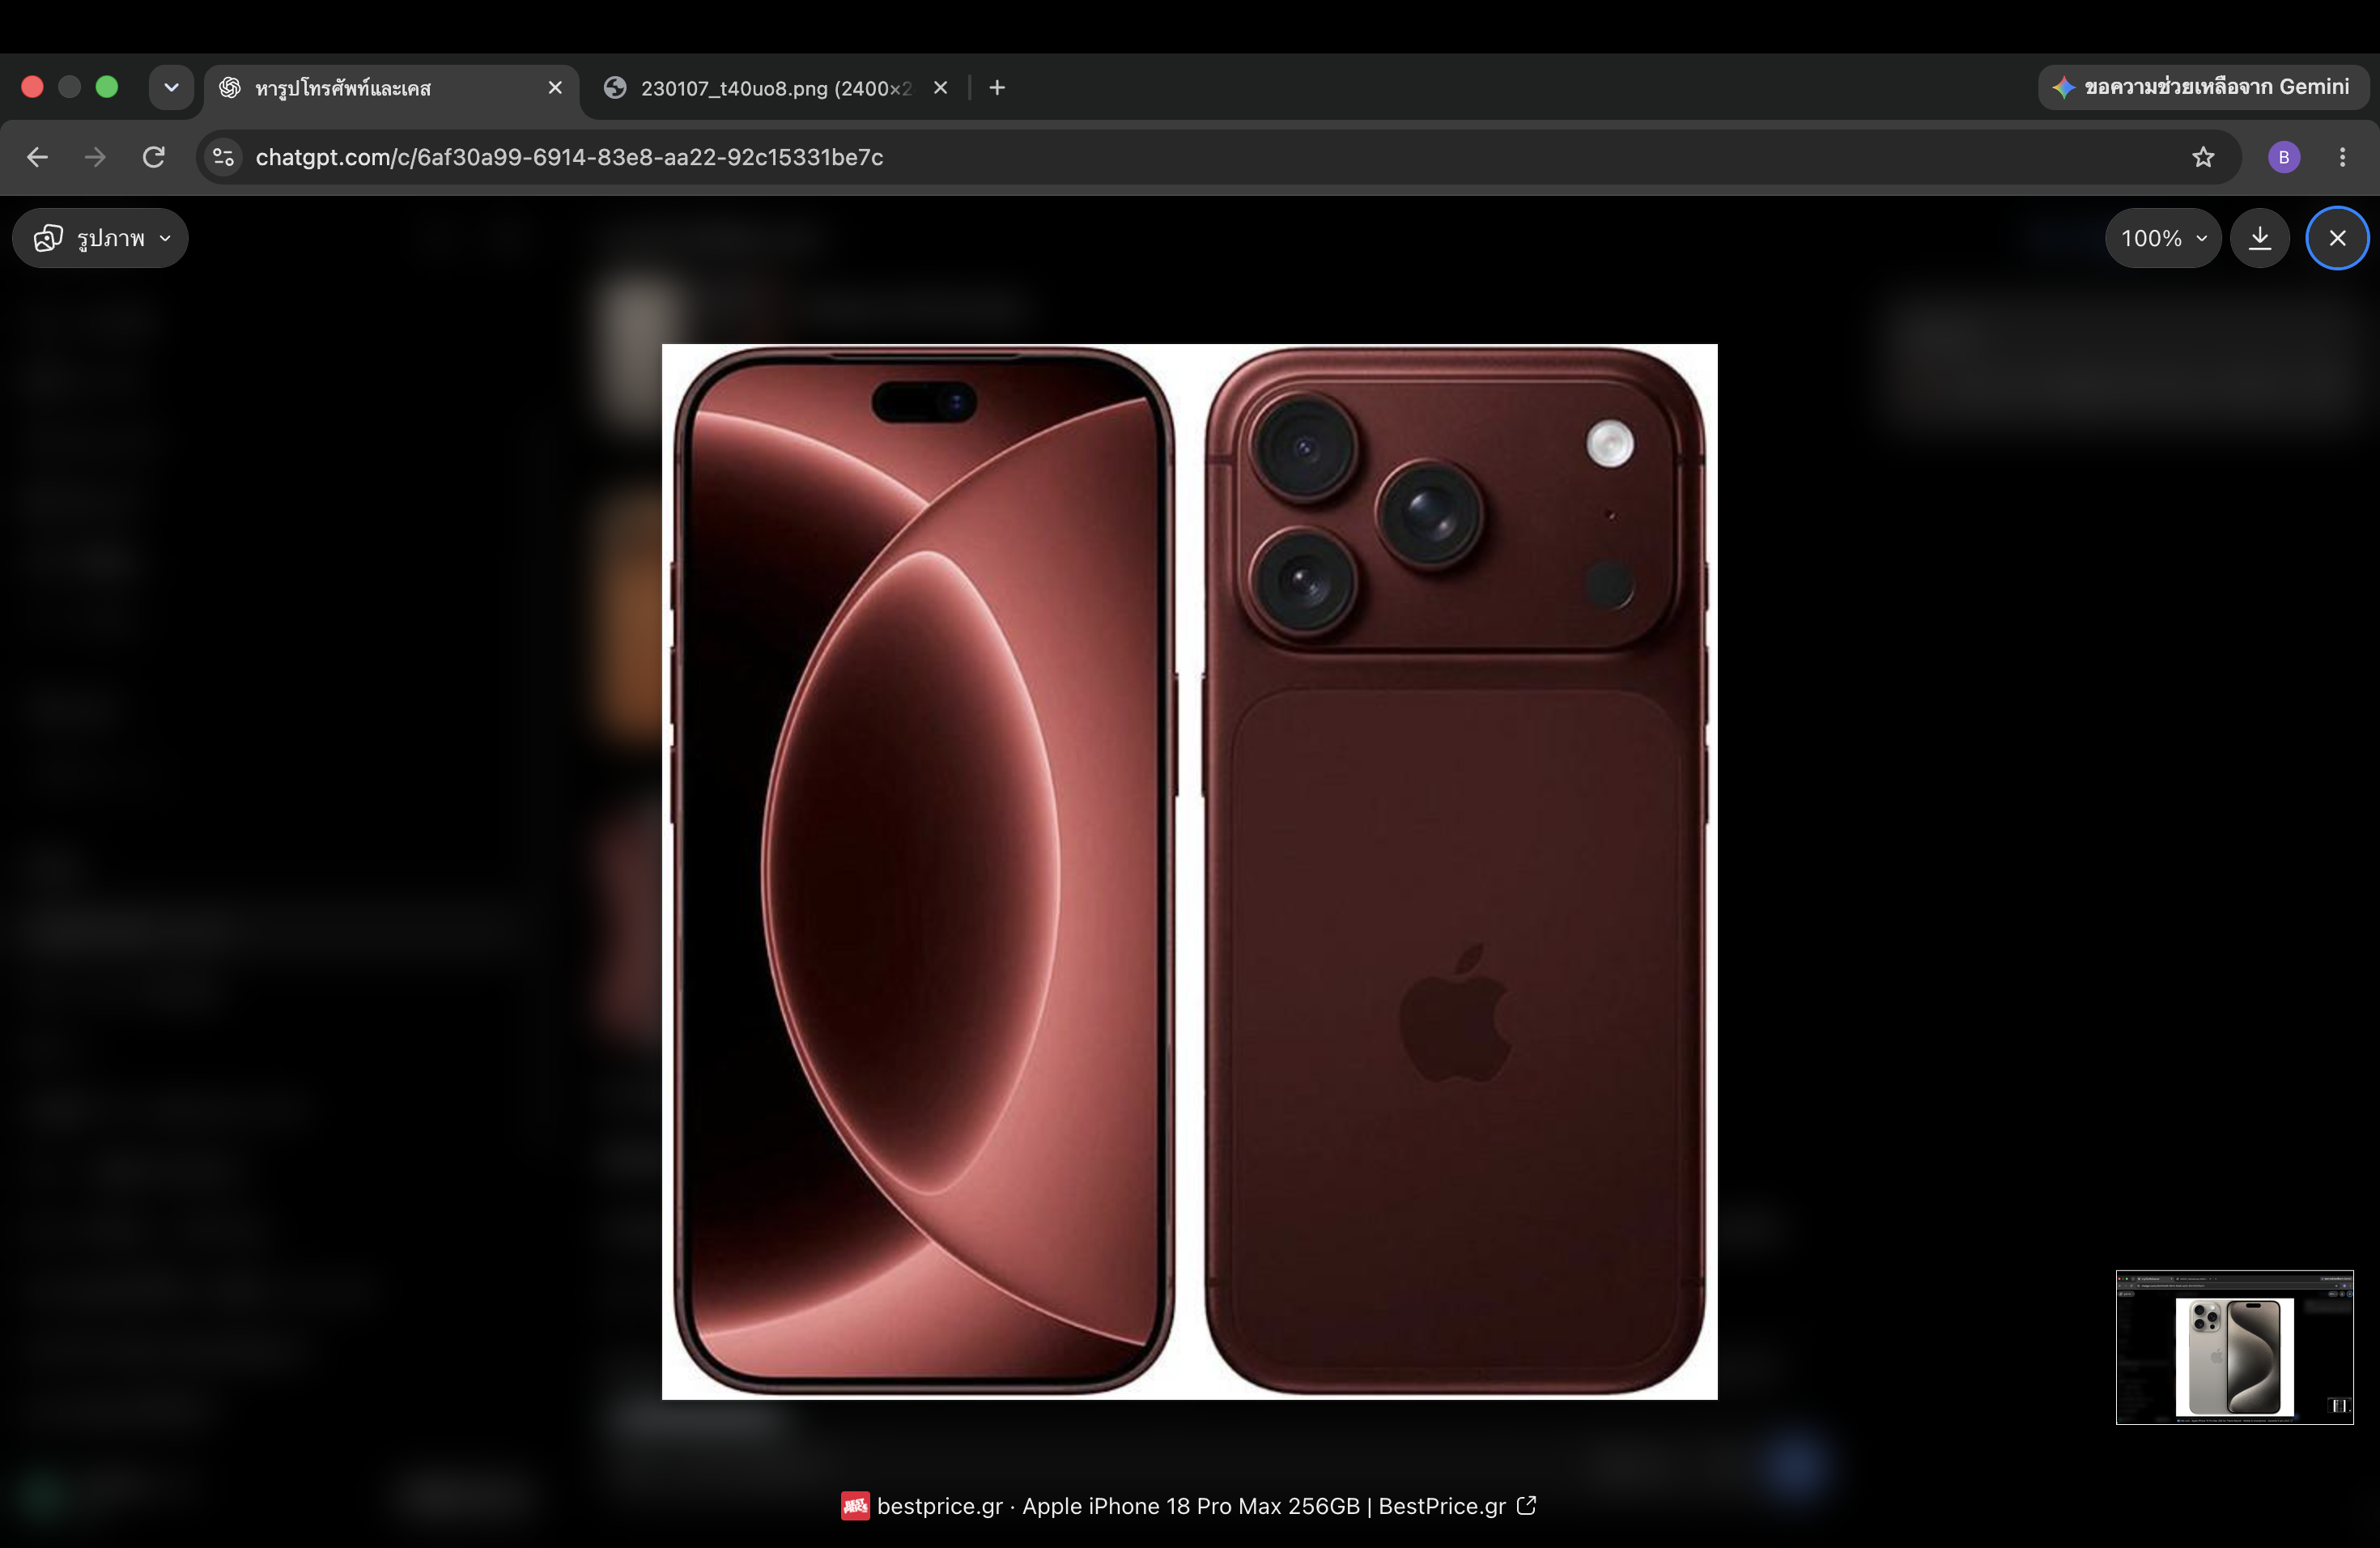 หารูปโทรศัพท์และเคส
230107_t40uo8.png (2400×2
ขอความช่วยเหลือจาก Gemini
chatgpt.com/c/6af30a99-6914-83e8-aa22-92c15331be7c
B
รูปภาพ
100%
BEST PRICE
bestprice.gr · Apple iPhone 18 Pro Max 256GB | BestPrice.gr